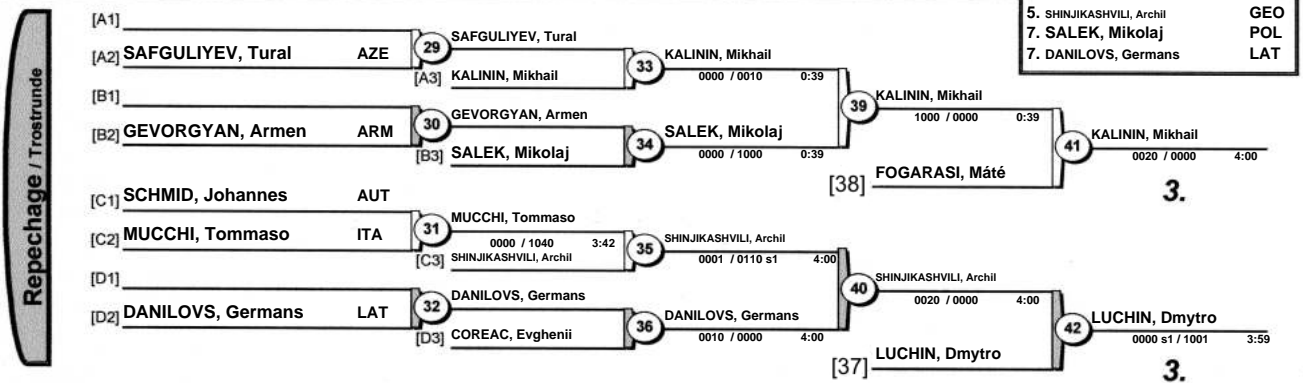 5. SHINJIKASHVILI, Archil GEO
7. SALEK, Mikolaj POL
7. DANILOVS, Germans LAT
Repechage / Trostrunde
[A1]
[A2] SAFGULIYEV, Tural AZE
29
SAFGULIYEV, Tural
[A3] KALININ, Mikhail
33
KALININ, Mikhail
0000 / 0010 0:39
[B1]
[B2] GEVORGYAN, Armen ARM
30
GEVORGYAN, Armen
[B3] SALEK, Mikolaj
34
SALEK, Mikolaj
0000 / 1000 0:39
39
KALININ, Mikhail
1000 / 0000 0:39
[38] FOGARASI, Máté
41
KALININ, Mikhail
0020 / 0000 4:00
3.
[C1] SCHMID, Johannes AUT
[C2] MUCCHI, Tommaso ITA
31
MUCCHI, Tommaso
0000 / 1040 3:42
[C3] SHINJIKASHVILI, Archil
35
SHINJIKASHVILI, Archil
0001 / 0110 s1 4:00
[D1]
[D2] DANILOVS, Germans LAT
32
DANILOVS, Germans
[D3] COREAC, Evghenii
36
DANILOVS, Germans
0010 / 0000 4:00
40
SHINJIKASHVILI, Archil
0020 / 0000 4:00
[37] LUCHIN, Dmytro
42
LUCHIN, Dmytro
0000 s1 / 1001 3:59
3.